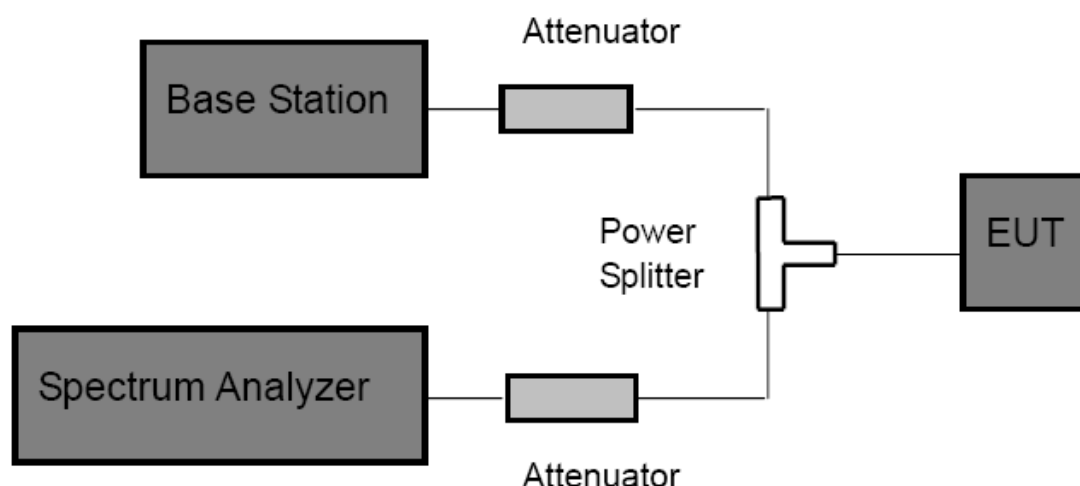 Attenuator
Base Station
Power
Splitter
EUT
Spectrum Analyzer
Attenuator